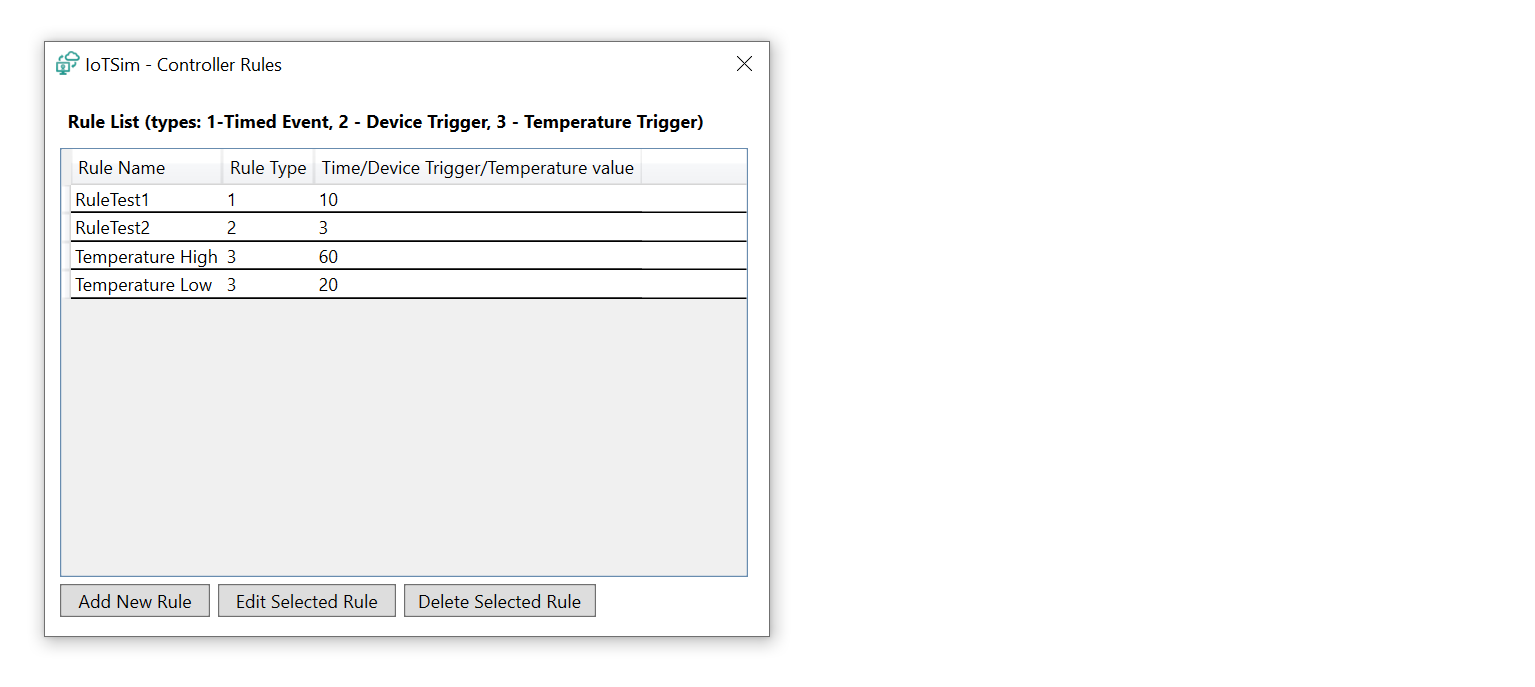 IoTSim - Controller Rules
Rule List (types: 1-Timed Event, 2 - Device Trigger, 3 - Temperature Trigger)
Rule Name Rule Type Time/Device Trigger/Temperature value
RuleTest1 1 10
RuleTest2 2 3
Temperature High 3 60
Temperature Low 3 20
Add New Rule Edit Selected Rule Delete Selected Rule